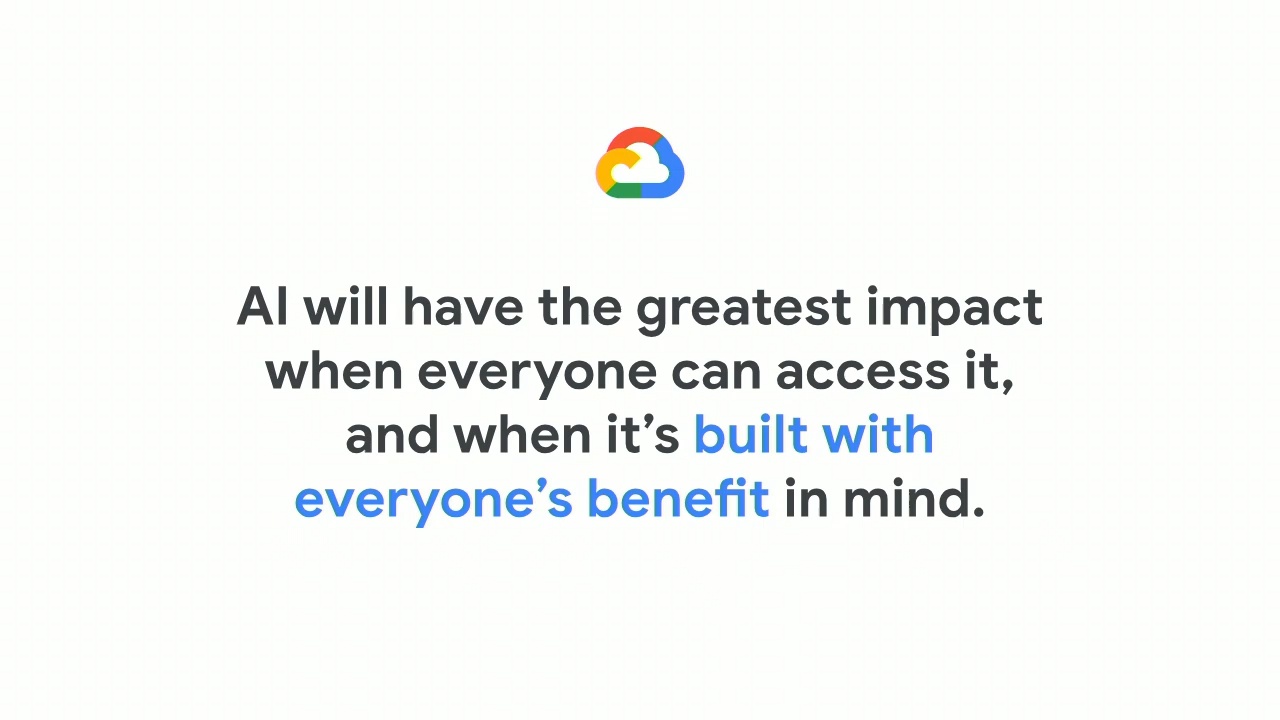 AI will have the greatest impact
when everyone can access it,
and when it’s built with
everyone’s benefit in mind.